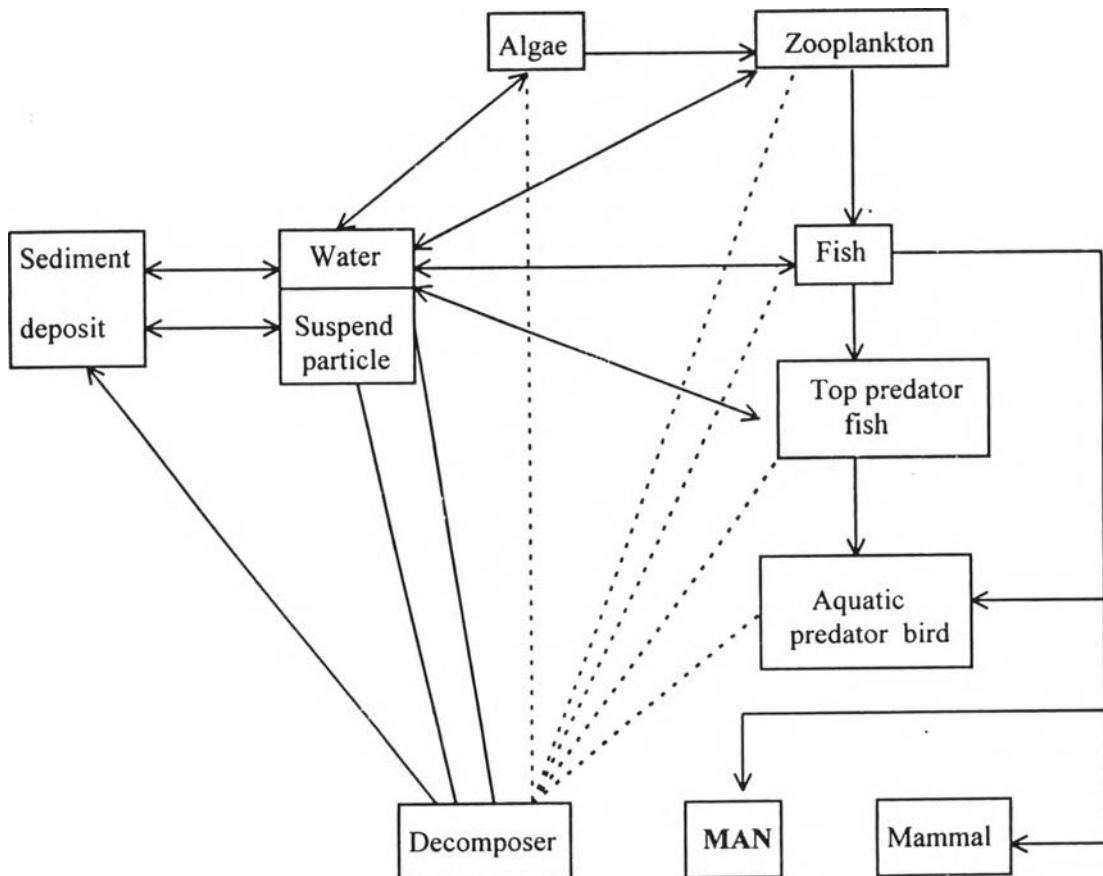 Algae
Zooplankton
Sediment
deposit
Water
Suspend
particle
Fish
Top predator
fish
Aquatic
predator bird
Decomposer
MAN
Mammal